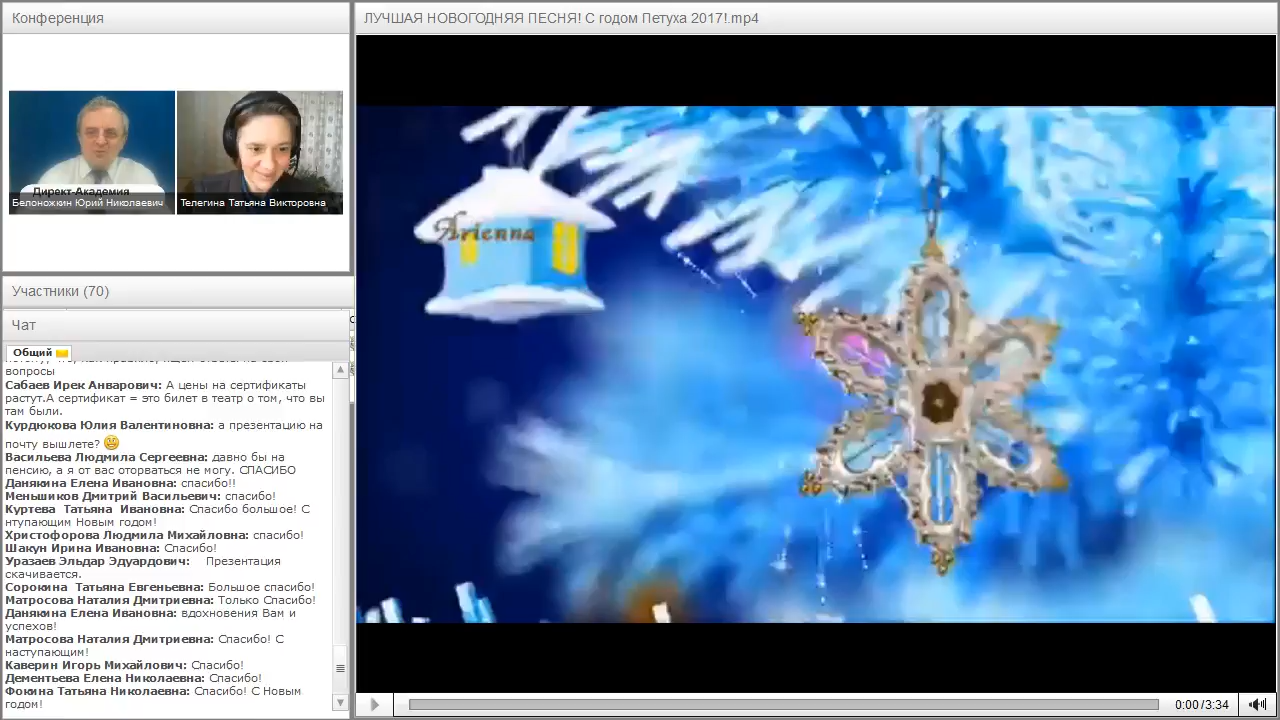 Конференция
ЛУЧШАЯ НОВОГОДНЯЯ ПЕСНЯ! С годом Петуха 2017!.mp4
Директ-Академия
Белоножкин Юрий Николаевич
Телегина Татьяна Викторовна
Arienna
Участники (70)
Чат
Общий
вопросы
Сабаев Ирек Анварович: А цены на сертификаты
растут.А сертификат = это билет в театр о том, что вы
там были.
Курдюкова Юлия Валентиновна: а презентацию на
почту вышлете?
Васильева Людмила Сергеевна: давно бы на
пенсию, а я от вас оторваться не могу. СПАСИБО
Данякина Елена Ивановна: спасибо!!
Меньшиков Дмитрий Васильевич: спасибо!
Куртева Татьяна Ивановна: Спасибо большое! С
нтупающим Новым годом!
Христофорова Людмила Михайловна: спасибо!
Шакун Ирина Ивановна: Спасибо!
Уразаев Эльдар Эдуардович: Презентация
скачивается.
Сорокина Татьяна Евгеньевна: Большое спасибо!
Матросова Наталия Дмитриевна: Только Спасибо!
Данякина Елена Ивановна: вдохновения Вам и
успехов!
Матросова Наталия Дмитриевна: Спасибо! С
наступающим!
Каверин Игорь Михайлович: Спасибо!
Дементьева Елена Николаевна: Спасибо!
Фокина Татьяна Николаевна: Спасибо! С Новым
годом!
0:00/3:34